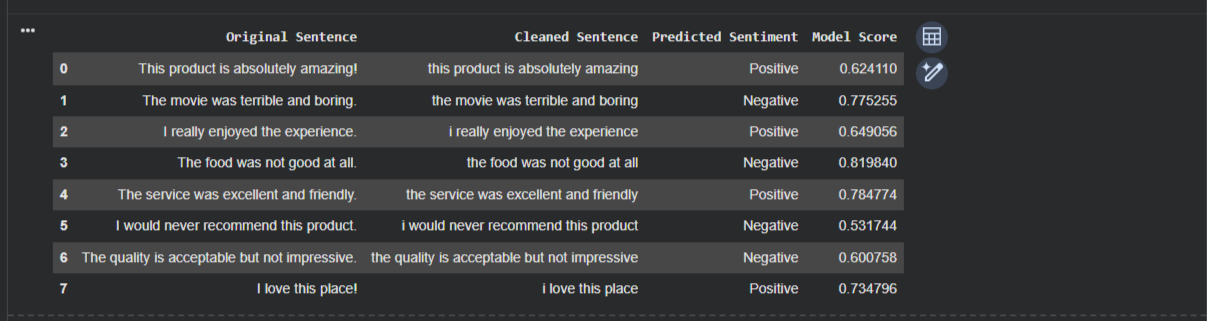 Original Sentence Cleaned Sentence Predicted Sentiment Model Score
0 This product is absolutely amazing! this product is absolutely amazing Positive 0.624110
1 The movie was terrible and boring. the movie was terrible and boring Negative 0.775255
2 I really enjoyed the experience. i really enjoyed the experience Positive 0.649056
3 The food was not good at all. the food was not good at all Negative 0.819840
4 The service was excellent and friendly. the service was excellent and friendly Positive 0.784774
5 I would never recommend this product. i would never recommend this product Negative 0.531744
6 The quality is acceptable but not impressive. the quality is acceptable but not impressive Negative 0.600758
7 I love this place! i love this place Positive 0.734796